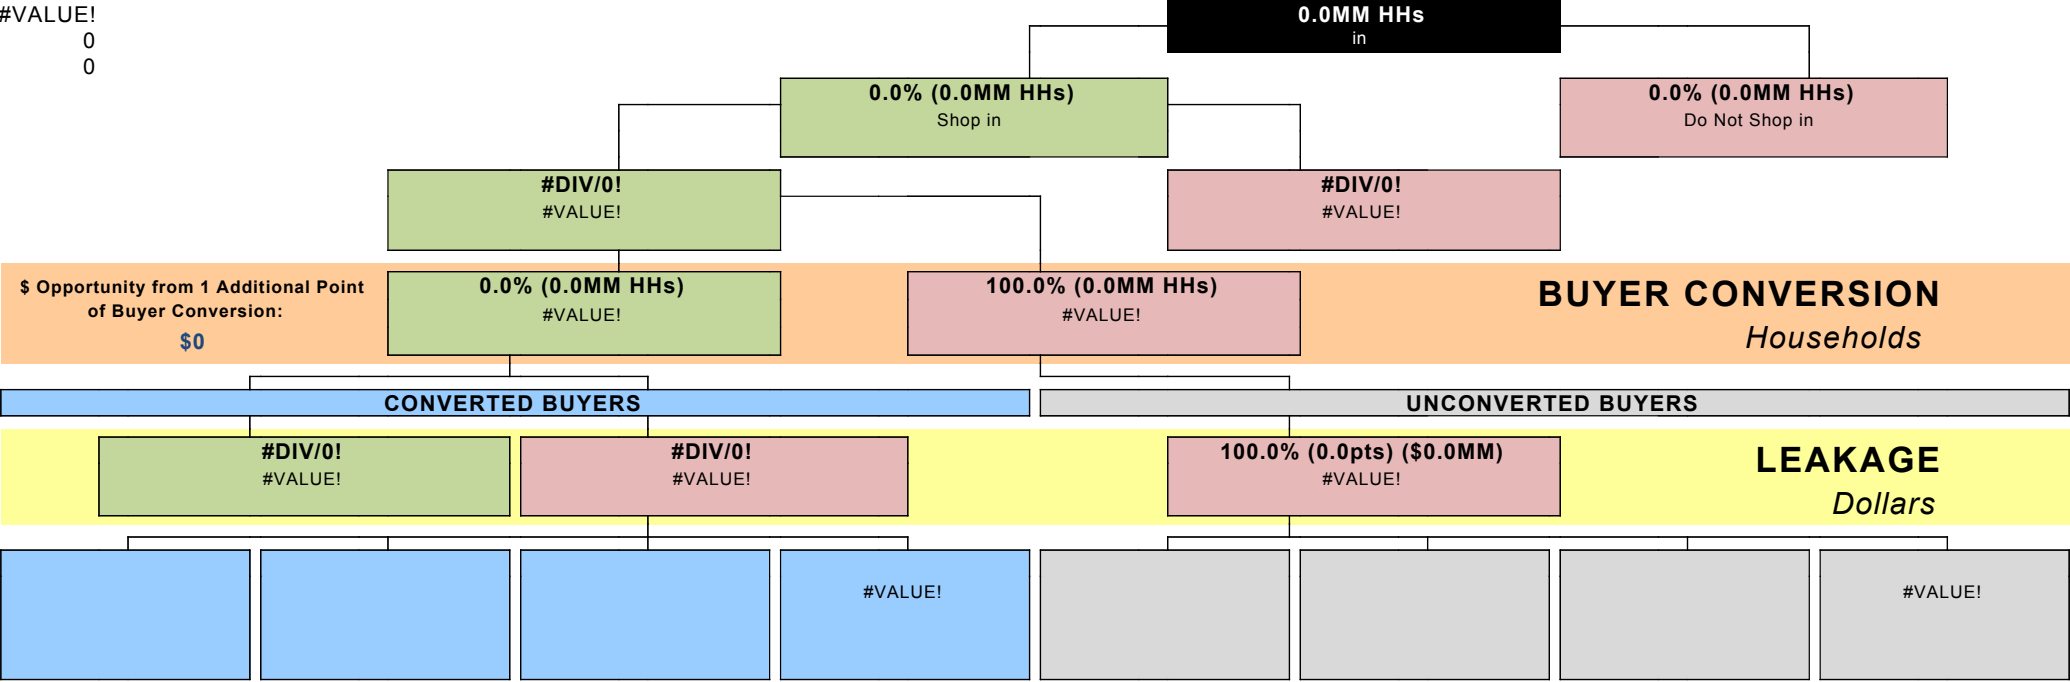 #VALUE!
0
0
0.0MM HHs
in
0.0% (0.0MM HHs)
Shop in
0.0% (0.0MM HHs)
Do Not Shop in
#DIV/0!
#VALUE!
#DIV/0!
#VALUE!
$ Opportunity from 1 Additional Point
of Buyer Conversion:
$0
0.0% (0.0MM HHs)
#VALUE!
100.0% (0.0MM HHs)
#VALUE!
BUYER CONVERSION
Households
CONVERTED BUYERS
UNCONVERTED BUYERS
#DIV/0!
#VALUE!
#DIV/0!
#VALUE!
100.0% (0.0pts) ($0.0MM)
#VALUE!
LEAKAGE
Dollars
#VALUE!
#VALUE!